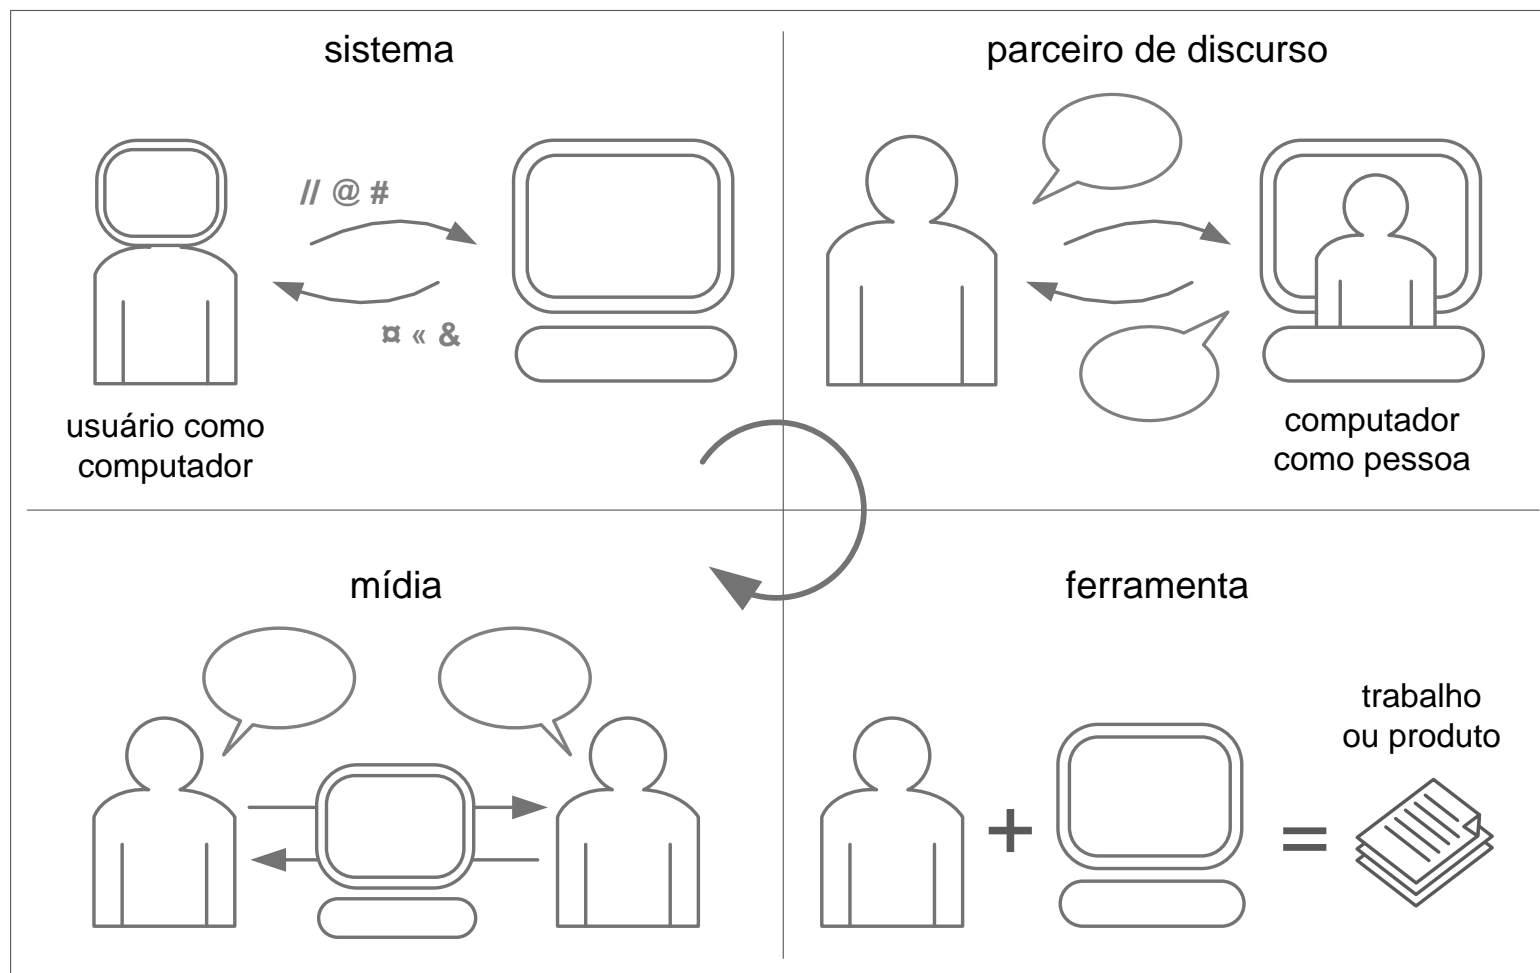 sistema
// @ #
¤ « &
usuário como
computador
parceiro de discurso
computador
como pessoa
mídia
ferramenta
+
=
trabalho
ou produto